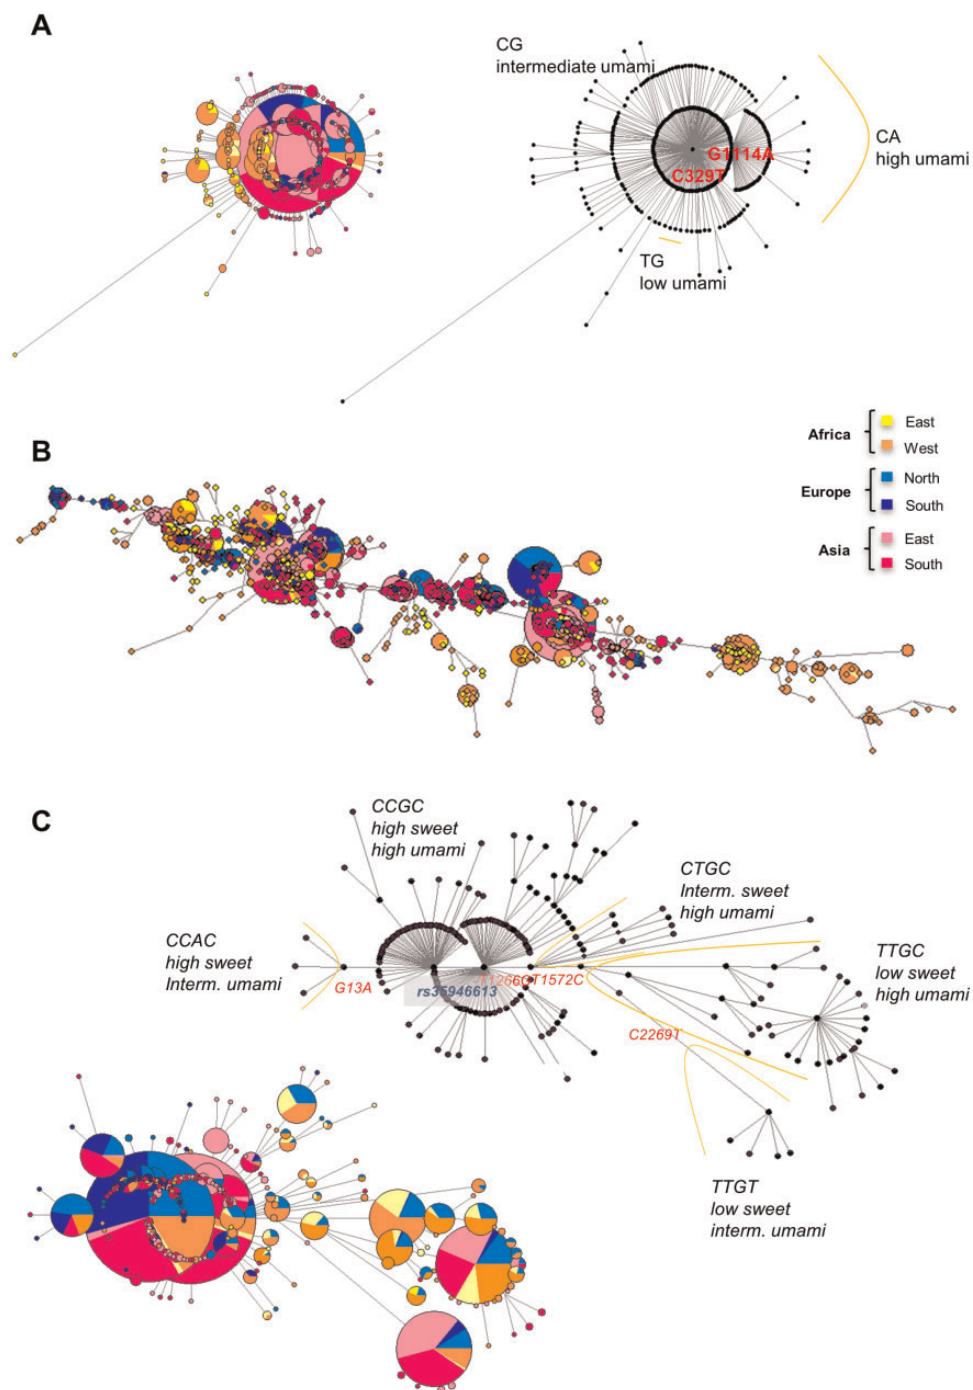 A
CG
intermediate umami
CA
high umami
G1114A
C329T
TG
low umami
B
Africa
East
West
Europe
North
South
Asia
East
South
C
CCGC
high sweet
high umami
CTGC
Interm. sweet
high umami
CCAC
high sweet
Interm. umami
TTGC
low sweet
high umami
G13A
rs35946613
T1572C
C2269T
TTGT
low sweet
interm. umami